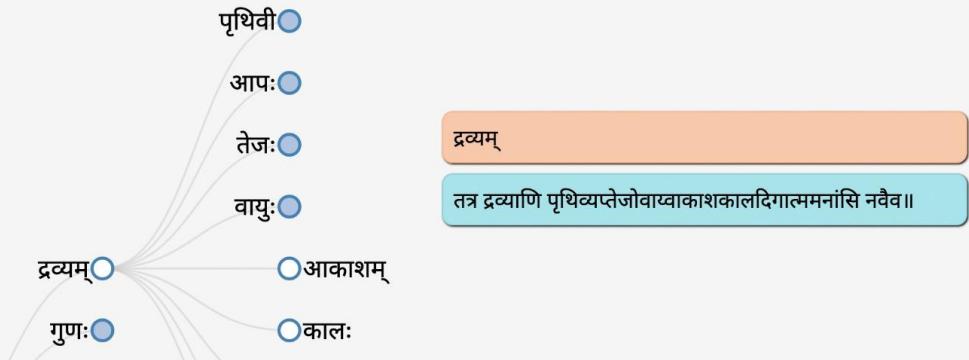 पृथिवी
आपः
तेजः
वायुः
द्रव्यम्
आकाशम्
गुणः
कालः
द्रव्यम्
तत्र द्रव्याणि पृथिव्यप्तेजोवाय्वाकाशकालदिगात्ममनांसि नवैव॥